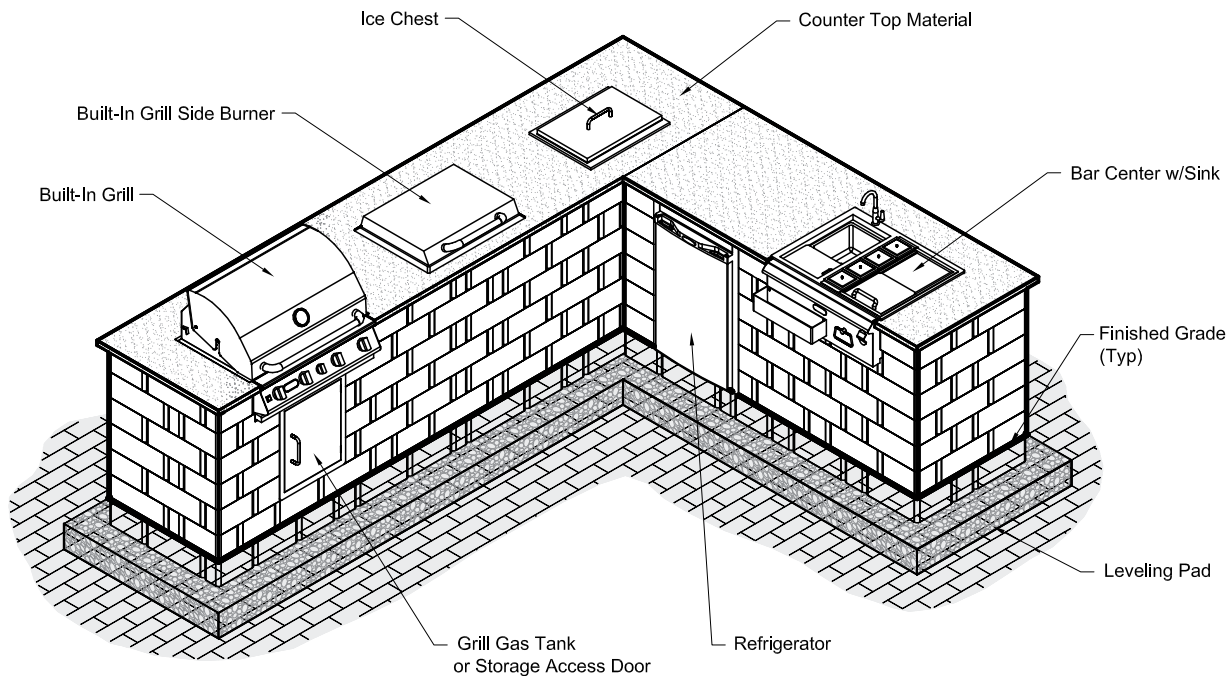 Ice Chest
Counter Top Material
Built-In Grill Side Burner
Bar Center w/Sink
Built-In Grill
Finished Grade
(Typ)
Leveling Pad
Grill Gas Tank
or Storage Access Door
Refrigerator